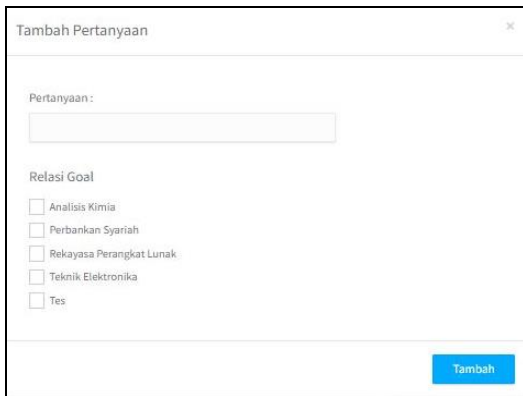 Tambah Pertanyaan
×
Pertanyaan :
Relasi Goal
Analisis Kimia
Perbankan Syariah
Rekayasa Perangkat Lunak
Teknik Elektronika
Tes
Tambah